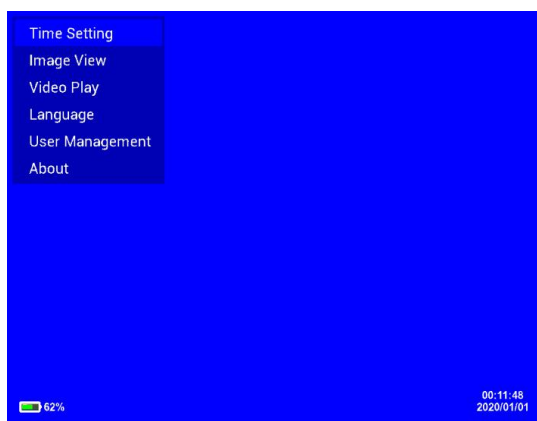 Time Setting
Image View
Video Play
Language
User Management
About
62%
00:11:48
2020/01/01